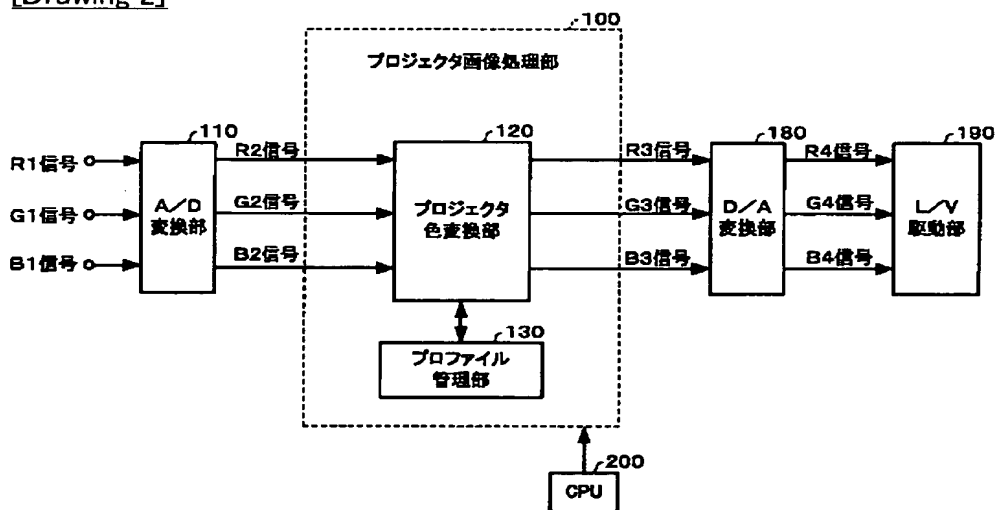 [Drawing 2]
100
プロジェクタ画像処理部
110
120
180
190
R1信号
R2信号
R3信号
R4信号
G1信号
A/D
変換部
G2信号
プロジェクタ
色変換部
G3信号
D/A
変換部
G4信号
L/V
駆動部
B1信号
B2信号
B3信号
B4信号
130
プロファイル
管理部
200
CPU